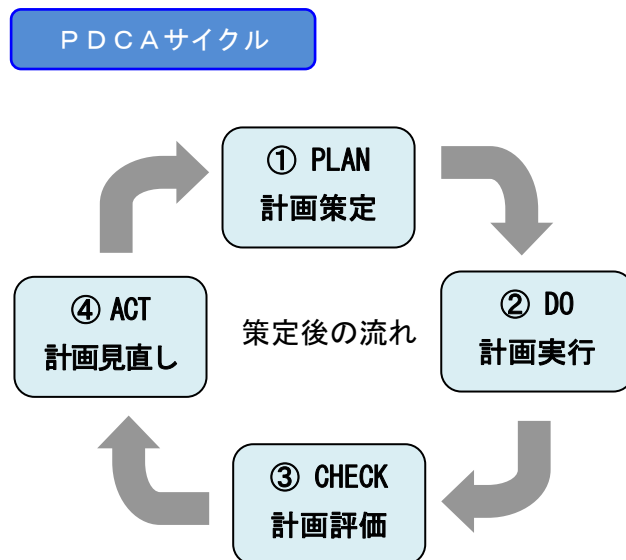 ＰＤＣＡサイクル
① PLAN
計画策定
② DO
計画実行
③ CHECK
計画評価
④ ACT
計画見直し
策定後の流れ